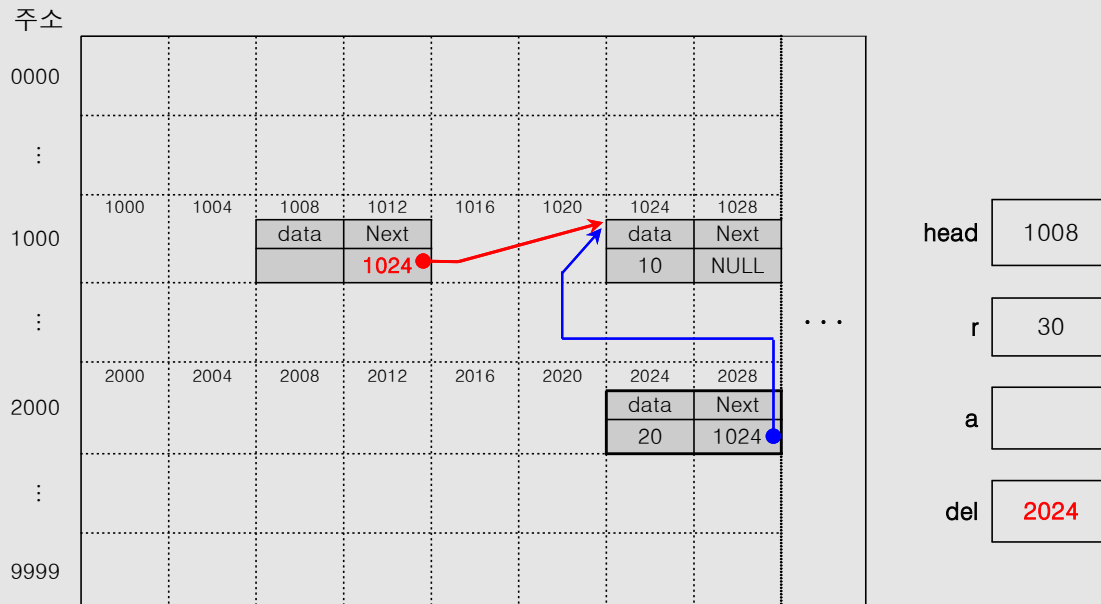 주소
0000
⋮
1000 1004 1008 1012 1016 1020 1024 1028
1000
data Next data Next
1024 10 NULL
head 1008
⋮
...
r 30
2000 2004 2008 2012 2016 2020 2024 2028
2000
data Next
20 1024
a
⋮
del 2024
9999